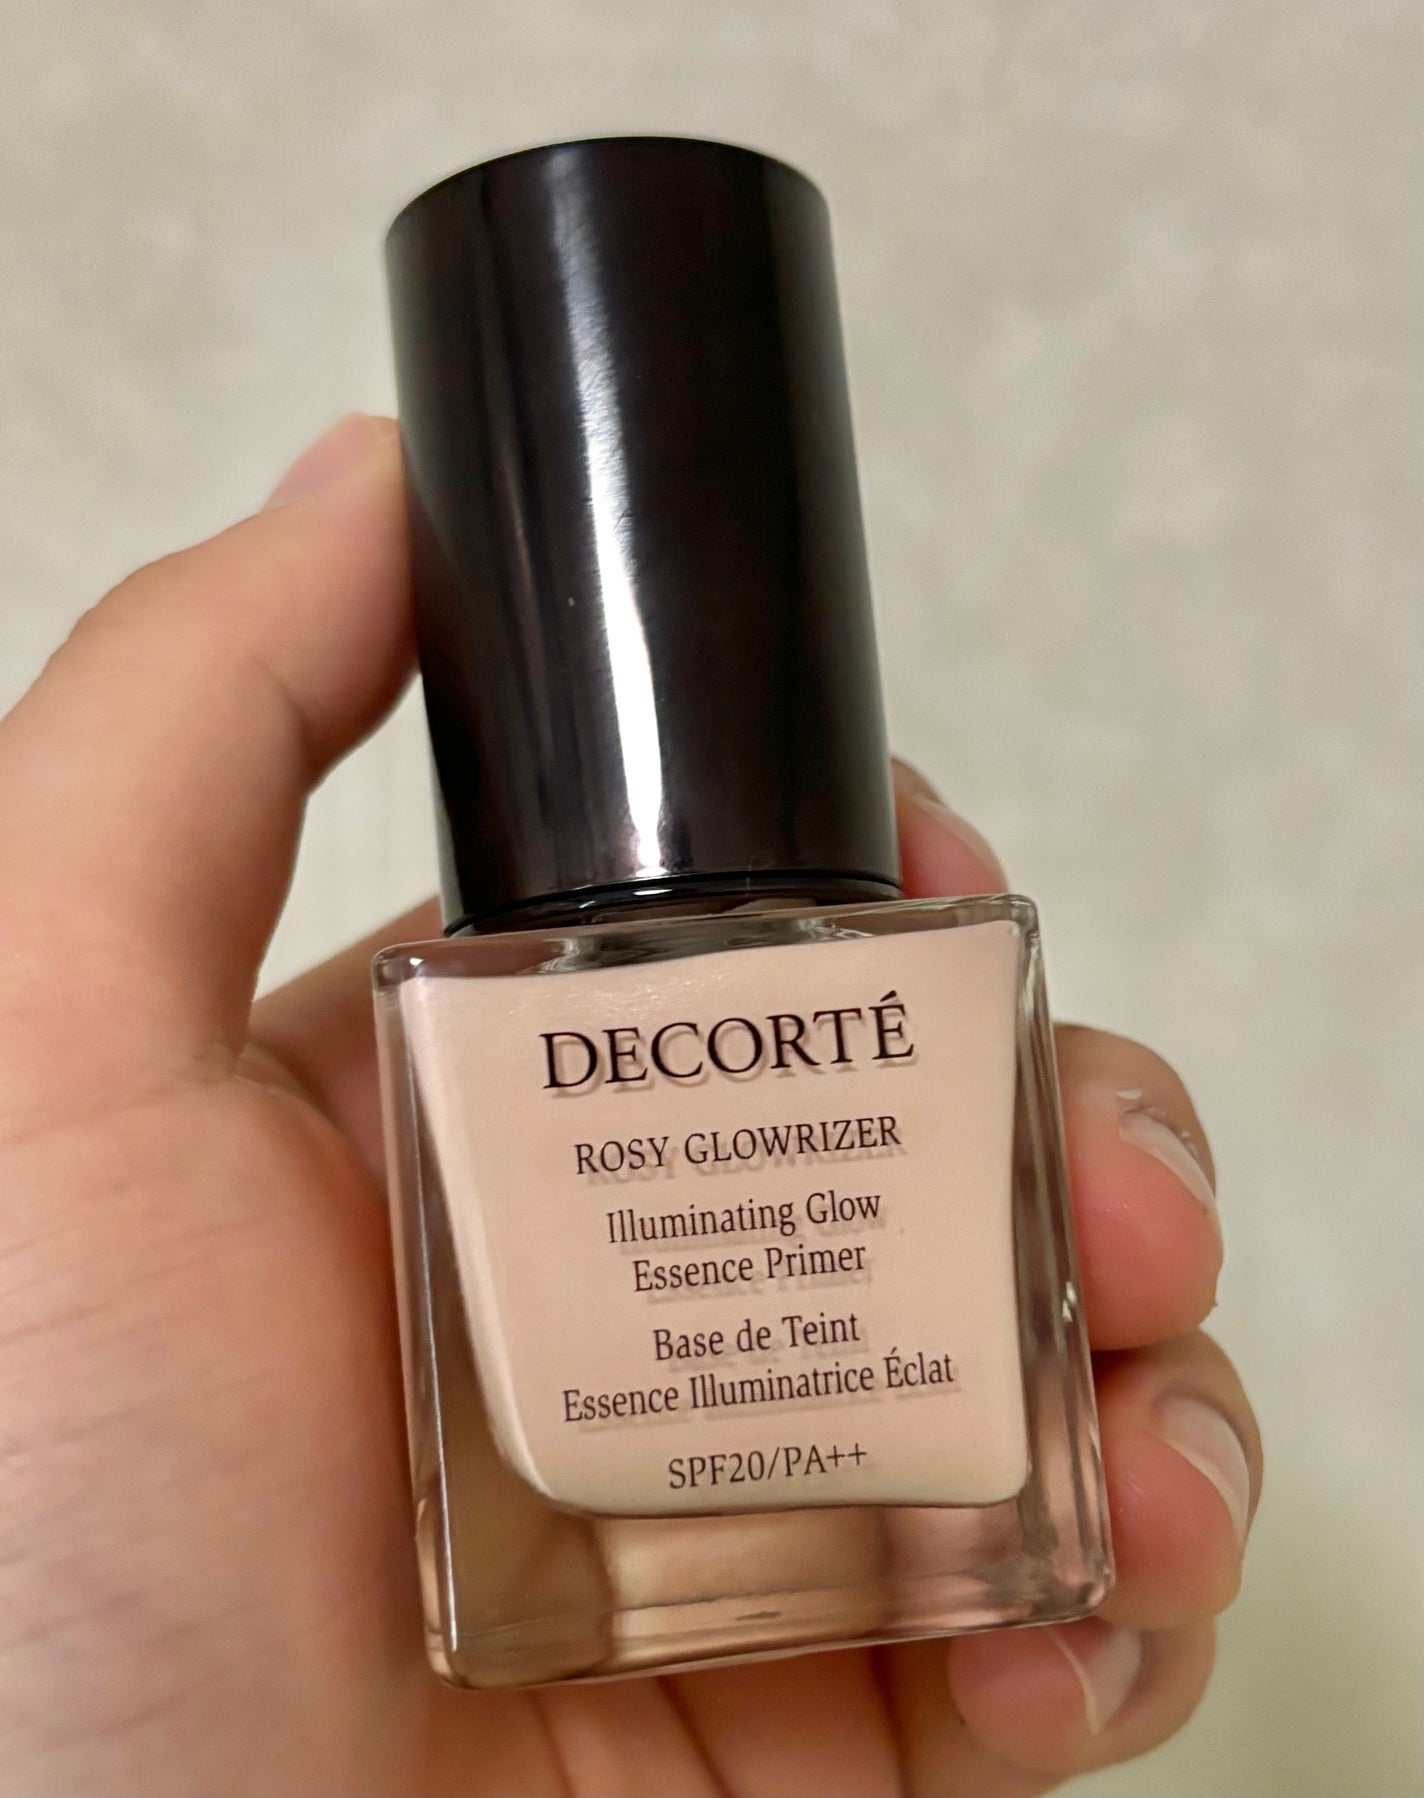 DECORTÉ
ROSY GLOWRIZER
Illuminating Glow
Essence Primer
Base de Teint
Essence Illuminatrice Éclat
SPF20/PA++